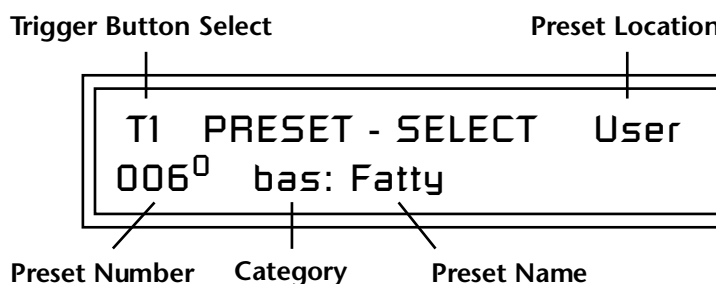 Trigger Button Select Preset Location
T1 PRESET - SELECT User
006⁰ bas: Fatty
Preset Number Category Preset Name